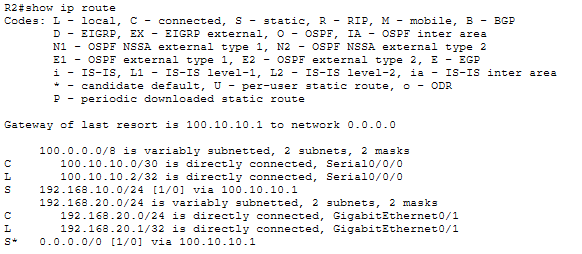 R2#show ip route
Codes: L - local, C - connected, S - static, R - RIP, M - mobile, B - BGP
D - EIGRP, EX - EIGRP external, O - OSPF, IA - OSPF inter area
N1 - OSPF NSSA external type 1, N2 - OSPF NSSA external type 2
E1 - OSPF external type 1, E2 - OSPF external type 2, E - EGP
i - IS-IS, L1 - IS-IS level-1, L2 - IS-IS level-2, ia - IS-IS inter area
* - candidate default, U - per-user static route, o - ODR
P - periodic downloaded static route
Gateway of last resort is 100.10.10.1 to network 0.0.0.0
100.0.0.0/8 is variably subnetted, 2 subnets, 2 masks
C 100.10.10.0/30 is directly connected, Serial0/0/0
L 100.10.10.2/32 is directly connected, Serial0/0/0
S 192.168.10.0/24 [1/0] via 100.10.10.1
192.168.20.0/24 is variably subnetted, 2 subnets, 2 masks
C 192.168.20.0/24 is directly connected, GigabitEthernet0/1
L 192.168.20.1/32 is directly connected, GigabitEthernet0/1
S* 0.0.0.0/0 [1/0] via 100.10.10.1